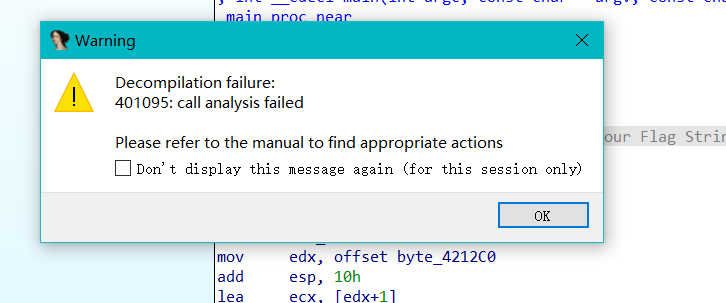 ; int __cdecl main(int argc, const char **argv, const cha
_main proc near
Warning
Decompilation failure:
401095: call analysis failed
Please refer to the manual to find appropriate actions
our Flag Strin
Don't display this message again (for this session only)
OK
mov edx, offset byte_4212C0
add esp, 10h
lea ecx, [edx+1]